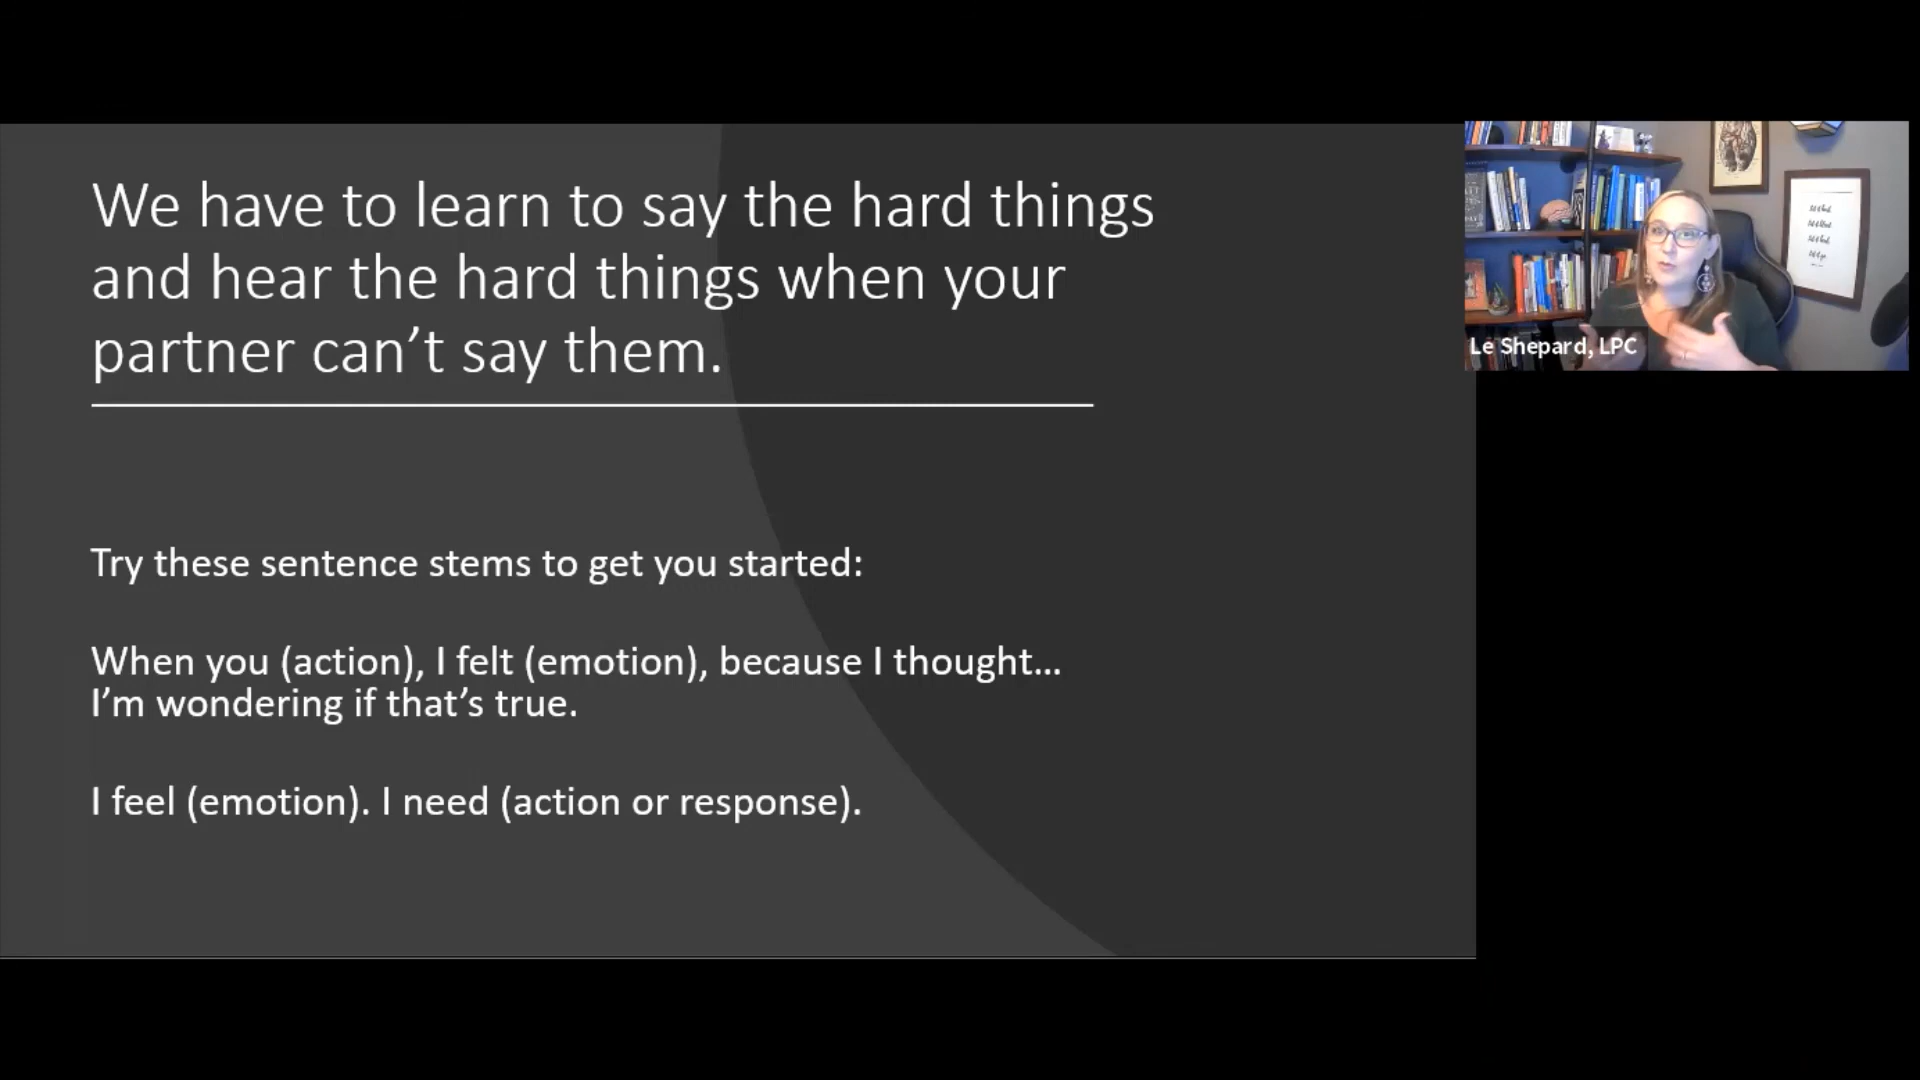 We have to learn to say the hard things
and hear the hard things when your
partner can’t say them.
Try these sentence stems to get you started:
When you (action), I felt (emotion), because I thought…
I’m wondering if that’s true.
I feel (emotion). I need (action or response).
Le Shepard, LPC